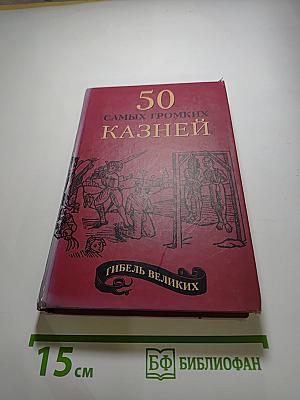 50
САМЫХ ГРОМКИХ
КАЗНЕЙ
ГИБЕЛЬ ВЕЛИКИХ
15 см
БФ БИБЛИОФАН